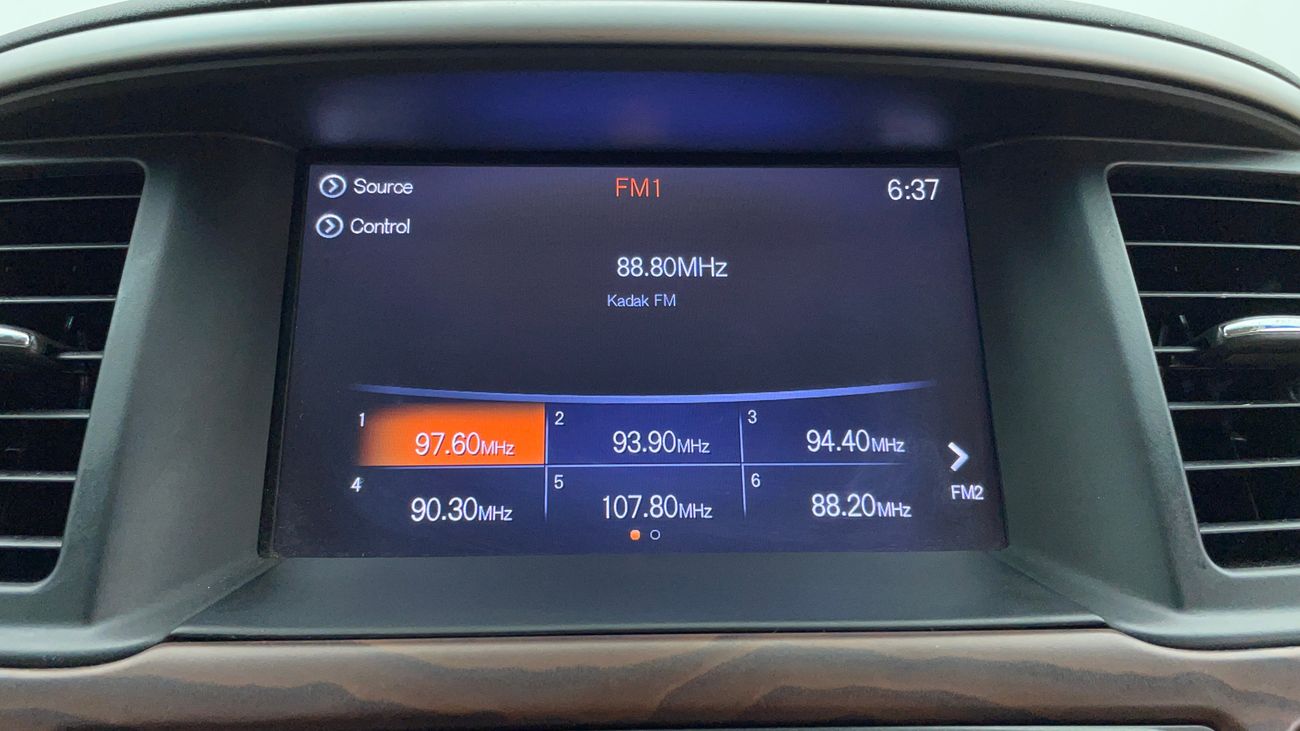 Source
FM1
6:37
Control
88.80MHz
Kadak FM
1 97.60MHz
2 93.90MHz
3 94.40MHz
4 90.30MHz
5 107.80MHz
6 88.20MHz
FM2